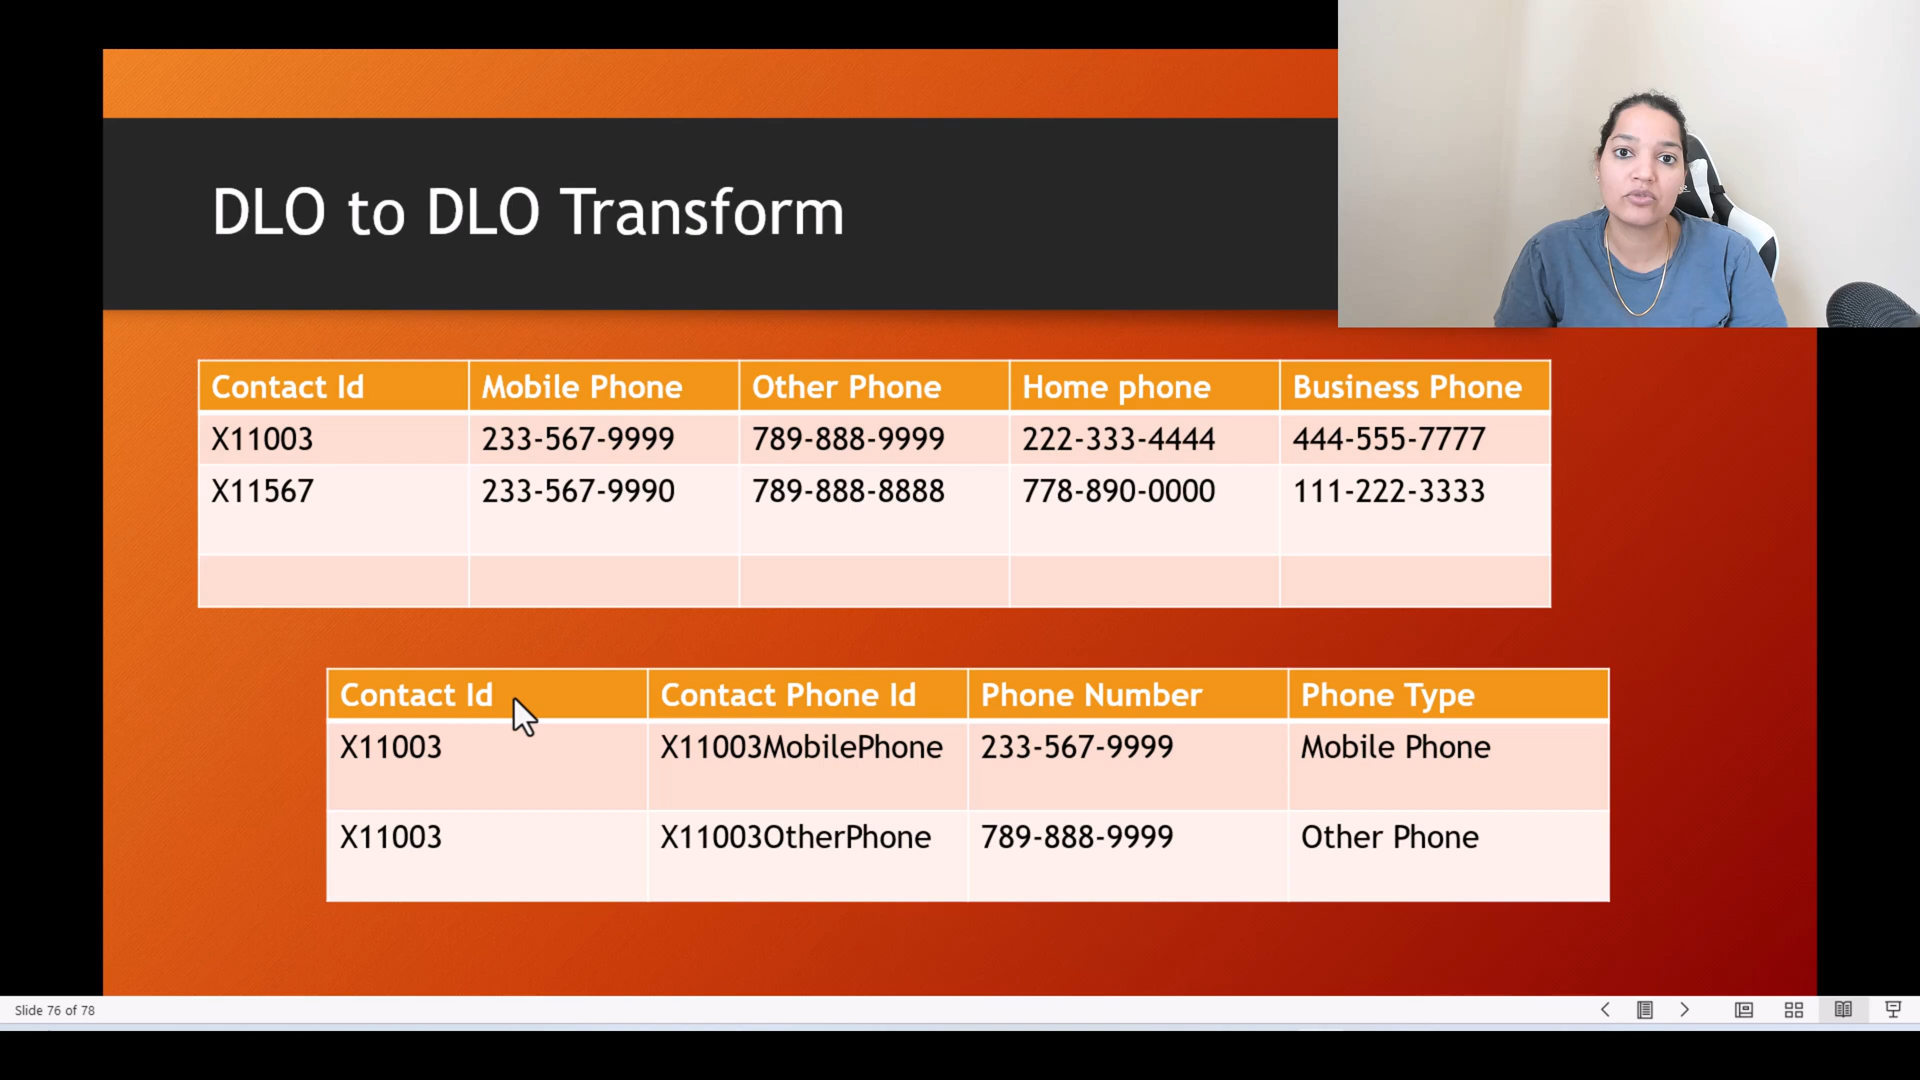 DLO to DLO Transform
Contact Id Mobile Phone Other Phone Home phone Business Phone
X11003 233-567-9999 789-888-9999 222-333-4444 444-555-7777
X11567 233-567-9990 789-888-8888 778-890-0000 111-222-3333
Contact Id Contact Phone Id Phone Number Phone Type
X11003 X11003MobilePhone 233-567-9999 Mobile Phone
X11003 X11003OtherPhone 789-888-9999 Other Phone
Slide 76 of 78